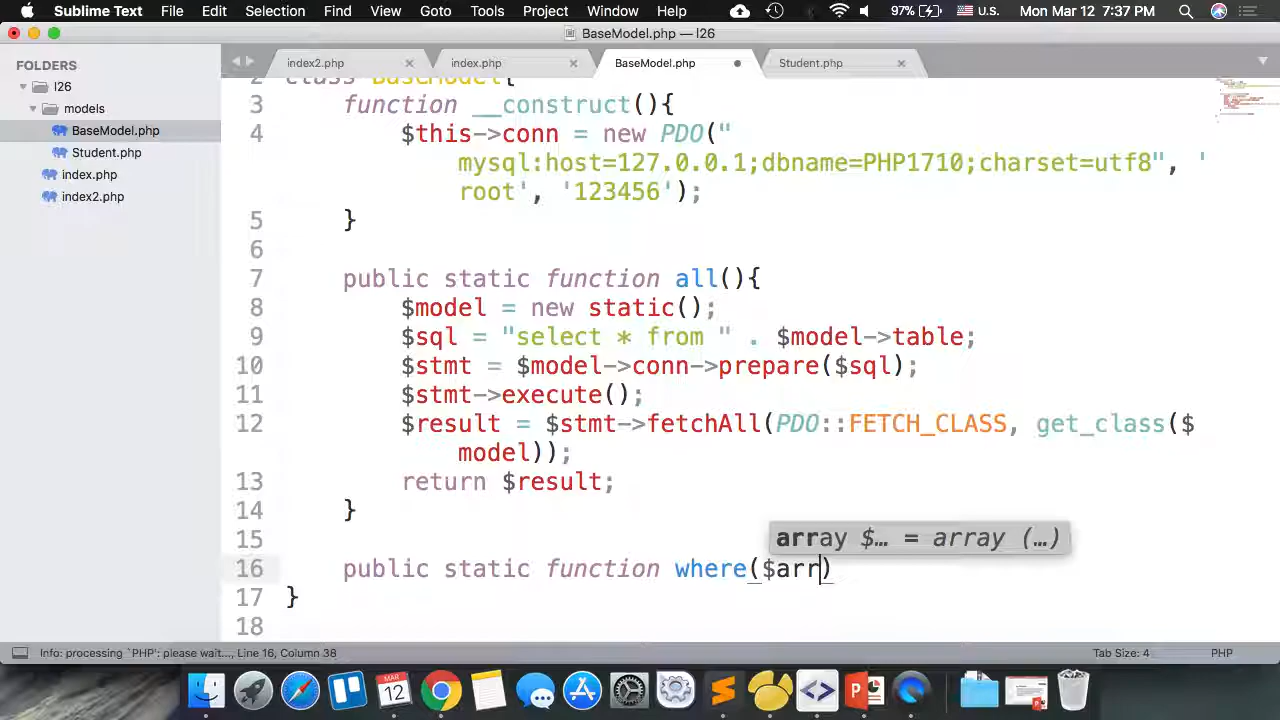 Sublime Text File Edit Selection Find View Goto Tools Project Window Help 97% U.S. Mon Mar 12 7:37 PM
BaseModel.php — l26
FOLDERS
l26
models
BaseModel.php
Student.php
index.php
index2.php
index2.php index.php BaseModel.php Student.php
2 class BaseModel{
3 function __construct(){
4 $this->conn = new PDO("
mysql:host=127.0.0.1;dbname=PHP1710;charset=utf8", '
root', '123456');
5 }
6
7 public static function all(){
8 $model = new static();
9 $sql = "select * from " . $model->table;
10 $stmt = $model->conn->prepare($sql);
11 $stmt->execute();
12 $result = $stmt->fetchAll(PDO::FETCH_CLASS, get_class($
model));
13 return $result;
14 }
15
array $… = array (…)
16 public static function where($arr)
17 }
18
Info: processing `PHP': please wait..., Line 16, Column 38 Tab Size: 4 PHP
MAR
12